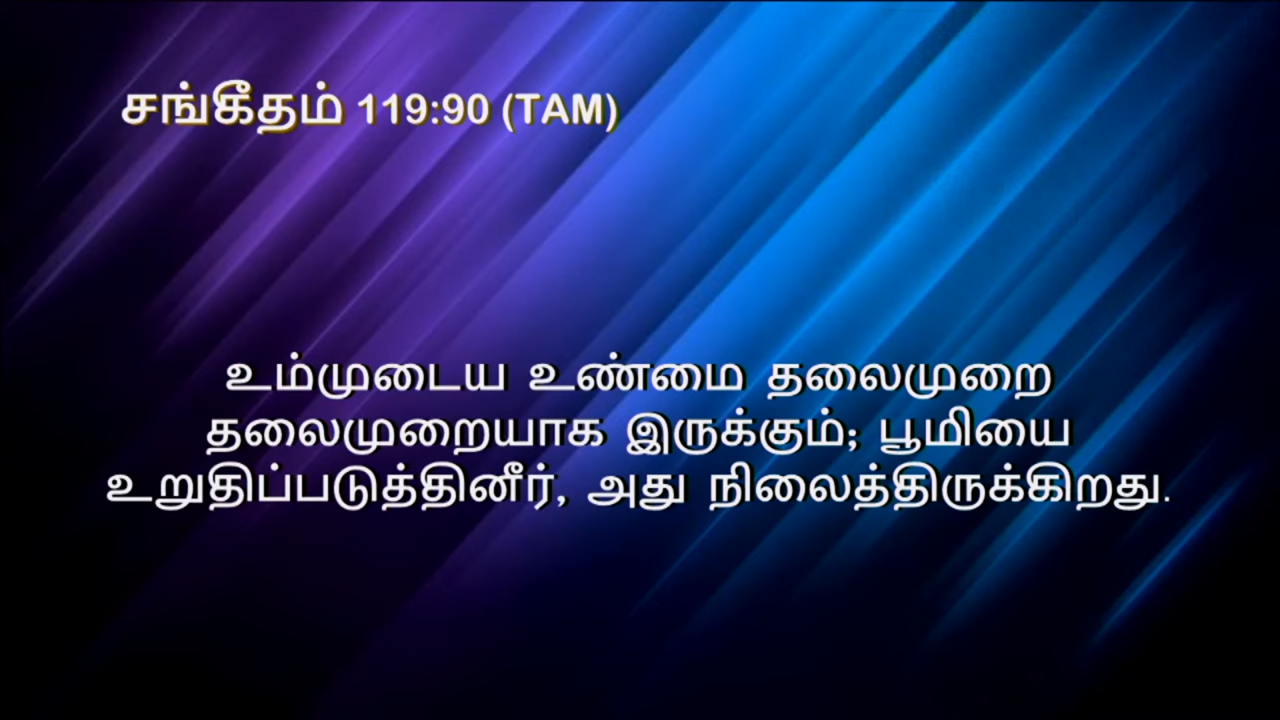 சங்கீதம் 119:90 (TAM)
உம்முடைய உண்மை தலைமுறை
தலைமுறையாக இருக்கும்; பூமியை
உறுதிப்படுத்தினீர், அது நிலைத்திருக்கிறது.